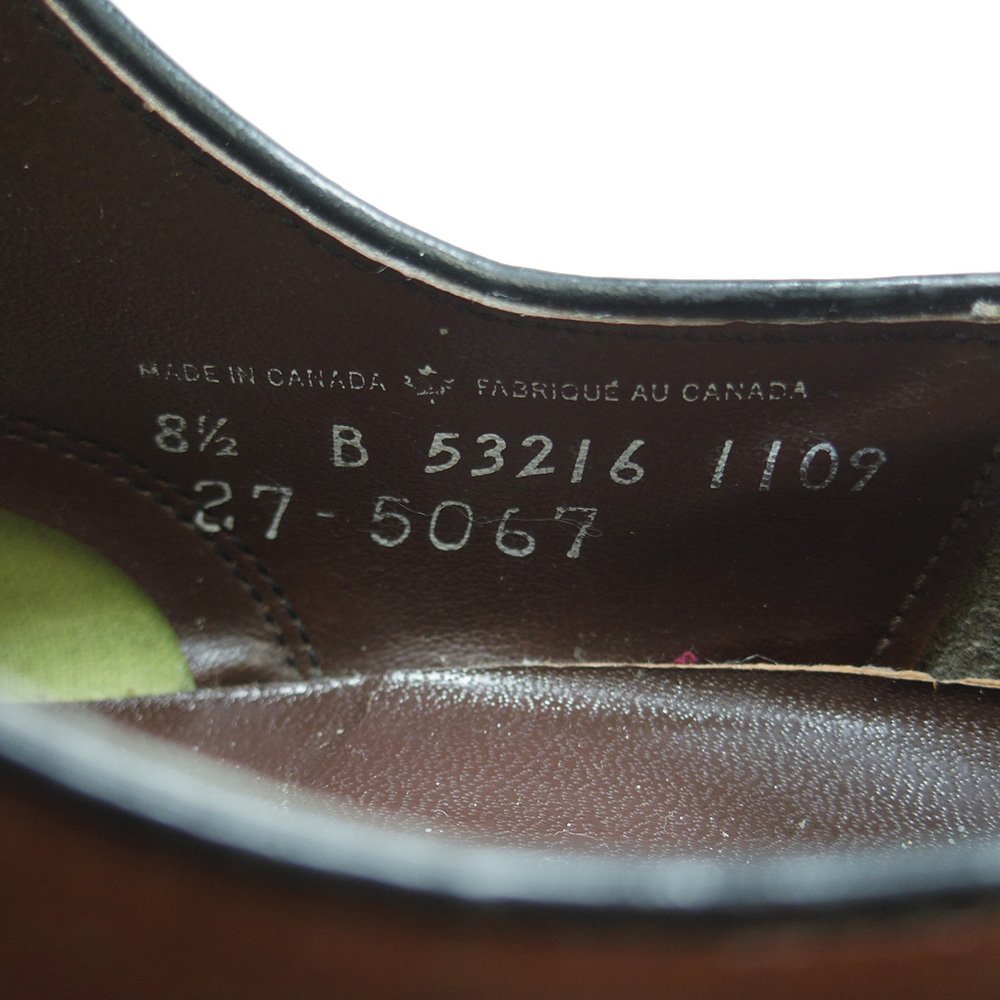 MADE IN CANADA FABRIQUÉ AU CANADA
8½ B 53216 1109
27-5067